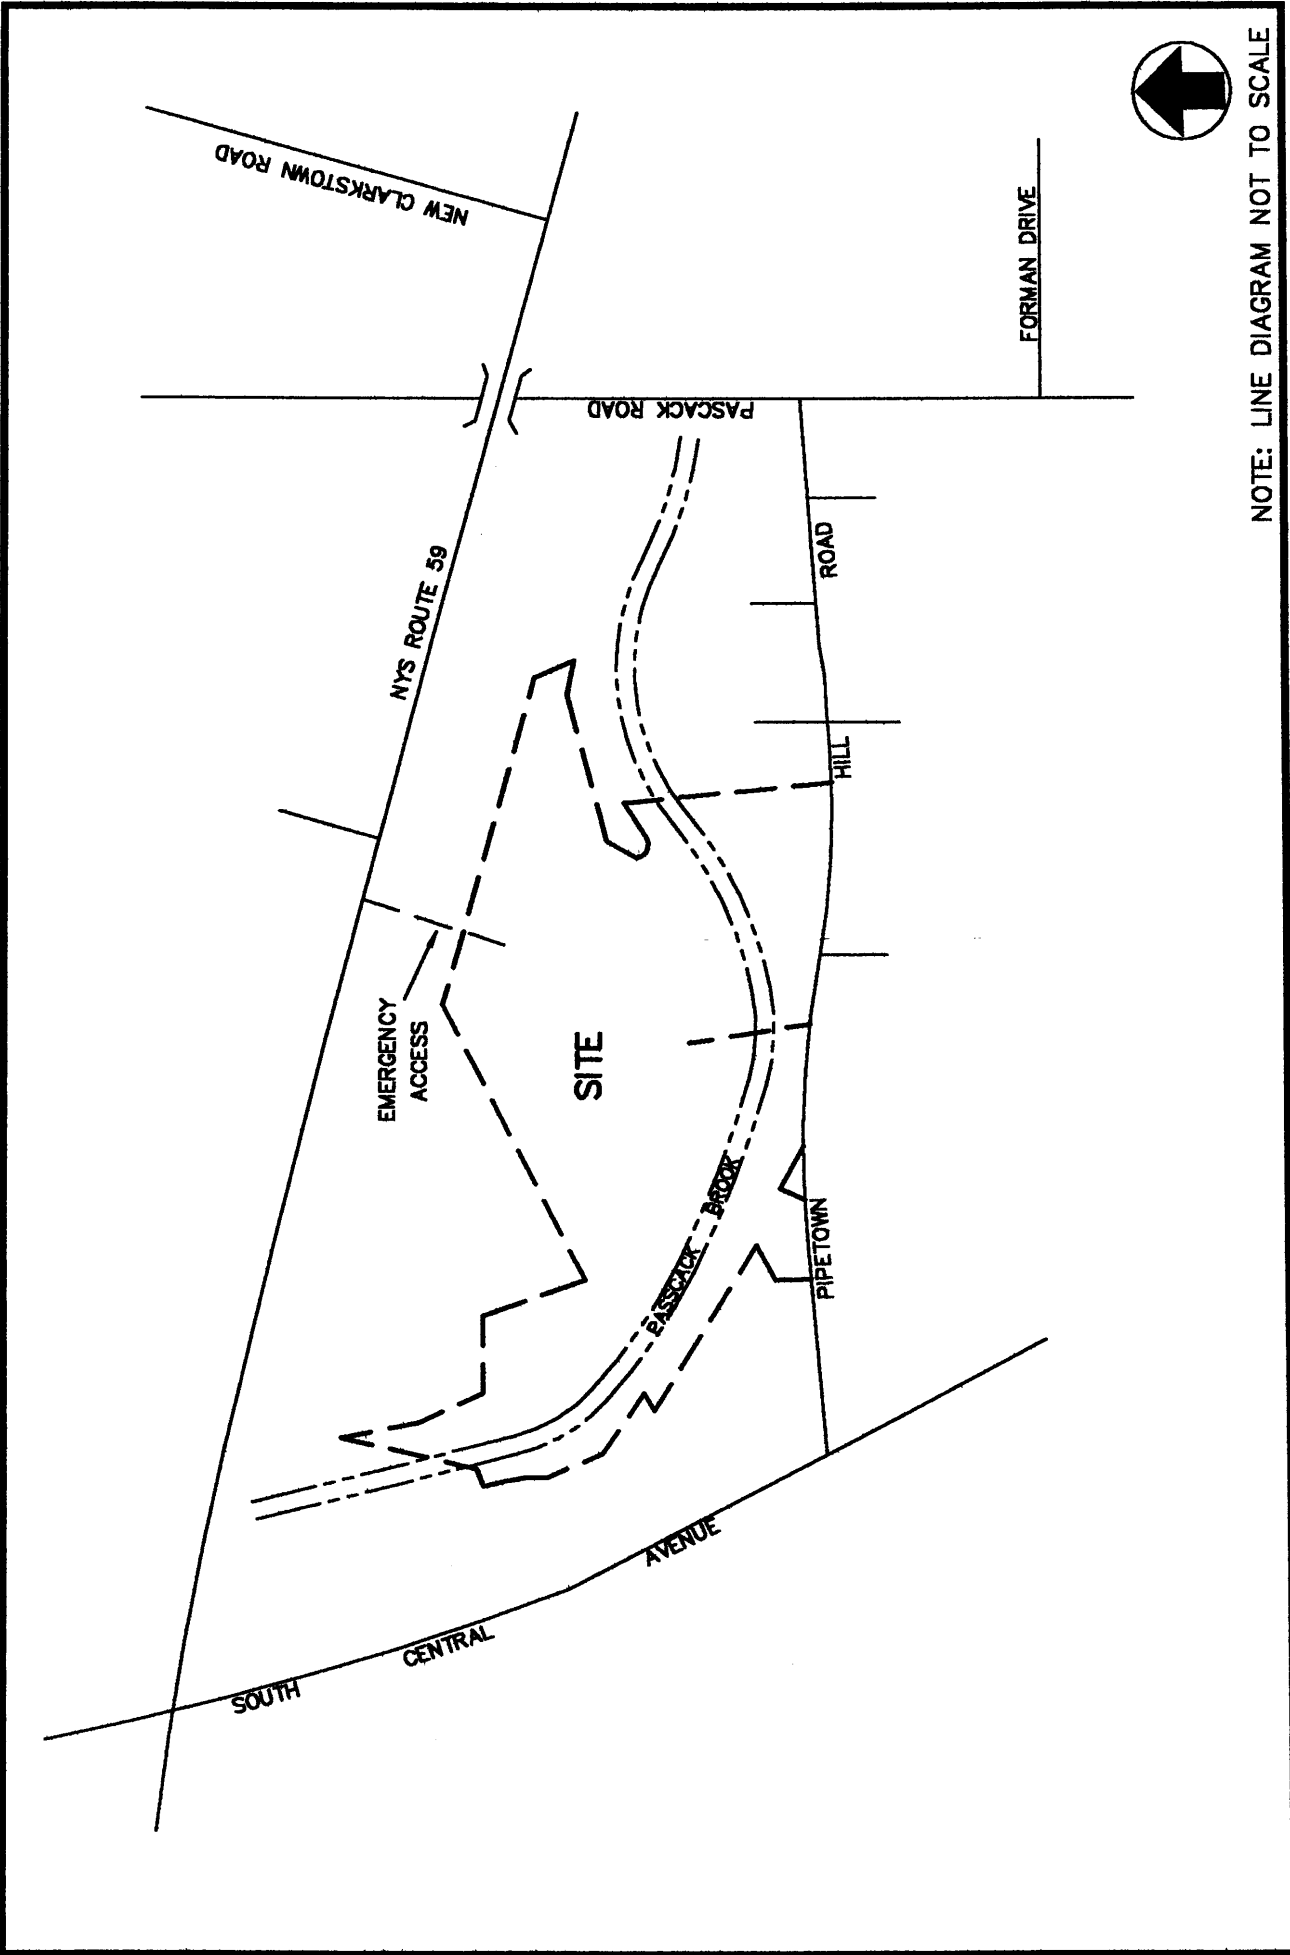 NEW CLARKSTOWN ROAD
NYS ROUTE 59
PASCACK ROAD
FORMAN DRIVE
EMERGENCY
ACCESS
SITE
PASSCACK BROOK
PIPETOWN HILL ROAD
SOUTH CENTRAL AVENUE
NOTE: LINE DIAGRAM NOT TO SCALE